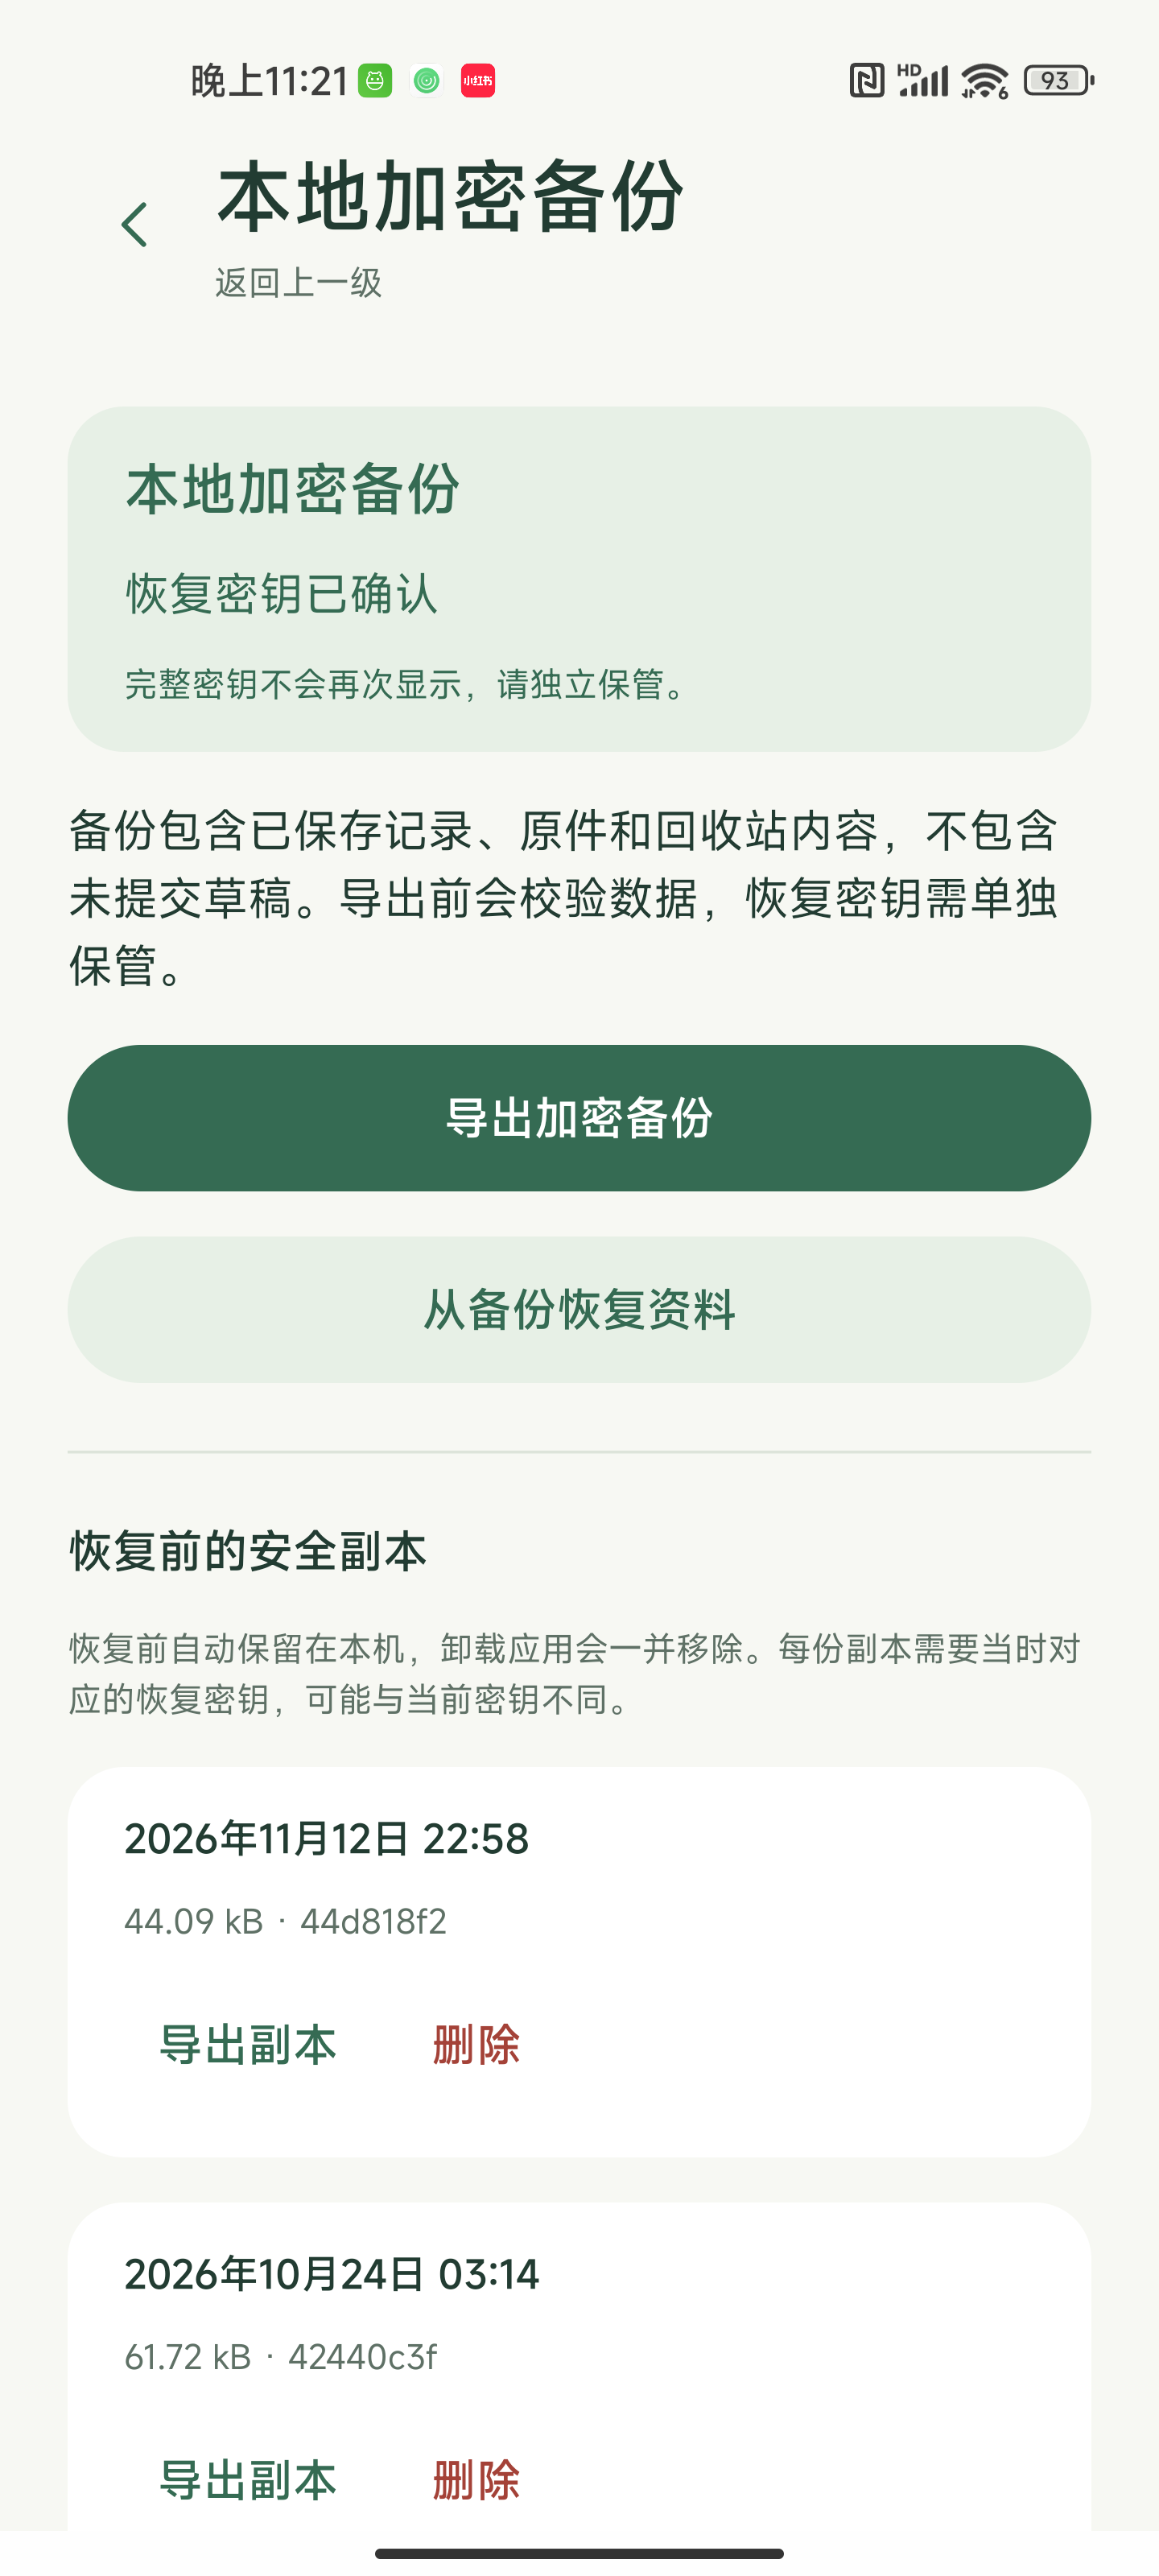 晚上11:21
小红书
HD
6
93
本地加密备份
返回上一级
本地加密备份
恢复密钥已确认
完整密钥不会再次显示，请独立保管。
备份包含已保存记录、原件和回收站内容，不包含
未提交草稿。导出前会校验数据，恢复密钥需单独
保管。
导出加密备份
从备份恢复资料
恢复前的安全副本
恢复前自动保留在本机，卸载应用会一并移除。每份副本需要当时对
应的恢复密钥，可能与当前密钥不同。
2026年11月12日 22:58
44.09 kB · 44d818f2
导出副本 删除
2026年10月24日 03:14
61.72 kB · 42440c3f
导出副本 删除